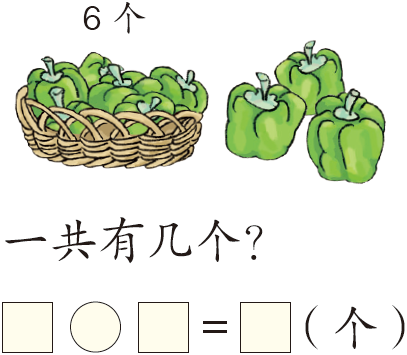 6 个
一共有几个?
□ ○ □ = □ ( 个 )